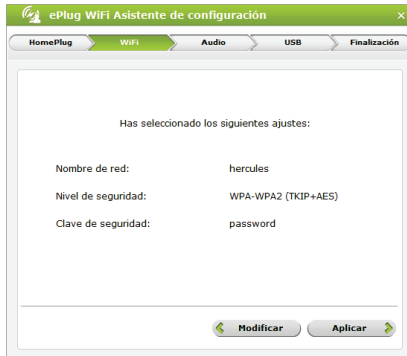 ePlug WiFi Asistente de configuración
HomePlug WiFi Audio USB Finalización
Has seleccionado los siguientes ajustes:
Nombre de red: hercules
Nivel de seguridad: WPA-WPA2 (TKIP+AES)
Clave de seguridad: password
Modificar Aplicar